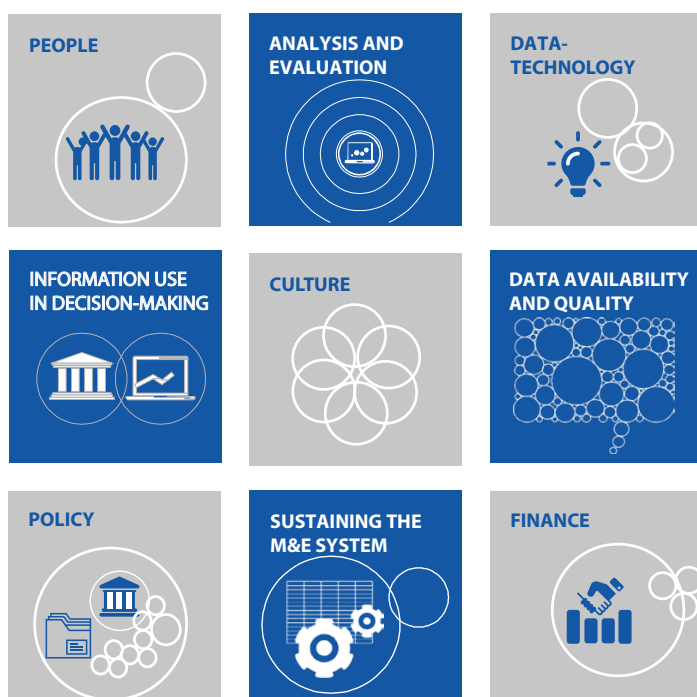 PEOPLE
ANALYSIS AND
EVALUATION
DATA-
TECHNOLOGY
INFORMATION USE
IN DECISION-MAKING
CULTURE
DATA AVAILABILITY
AND QUALITY
POLICY
SUSTAINING THE
M&E SYSTEM
FINANCE